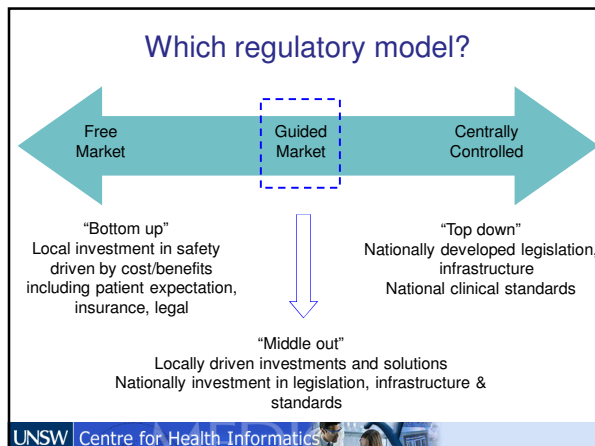 Which regulatory model?
Free
Market
Guided
Market
Centrally
Controlled
“Bottom up”
Local investment in safety
driven by cost/benefits
including patient expectation,
insurance, legal
“Top down”
Nationally developed legislation,
infrastructure
National clinical standards
“Middle out”
Locally driven investments and solutions
Nationally investment in legislation, infrastructure &
standards
UNSW Centre for Health Informatics